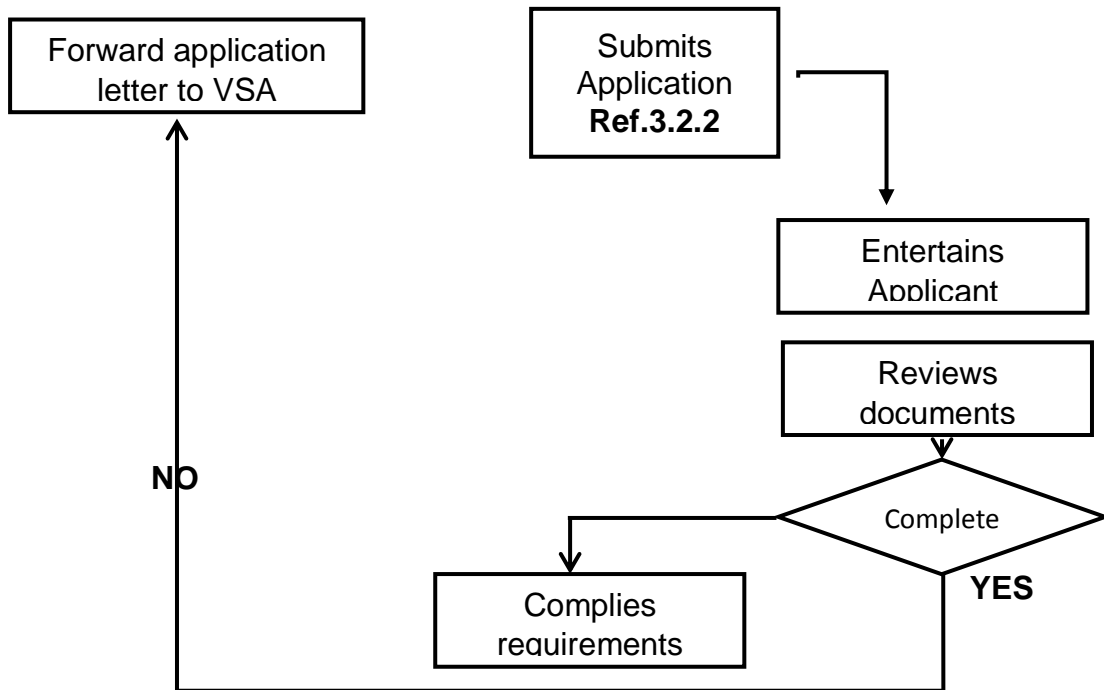 Forward application
letter to VSA
Submits
Application
Ref.3.2.2
Entertains
Applicant
Reviews
documents
NO
Complete
YES
Complies
requirements